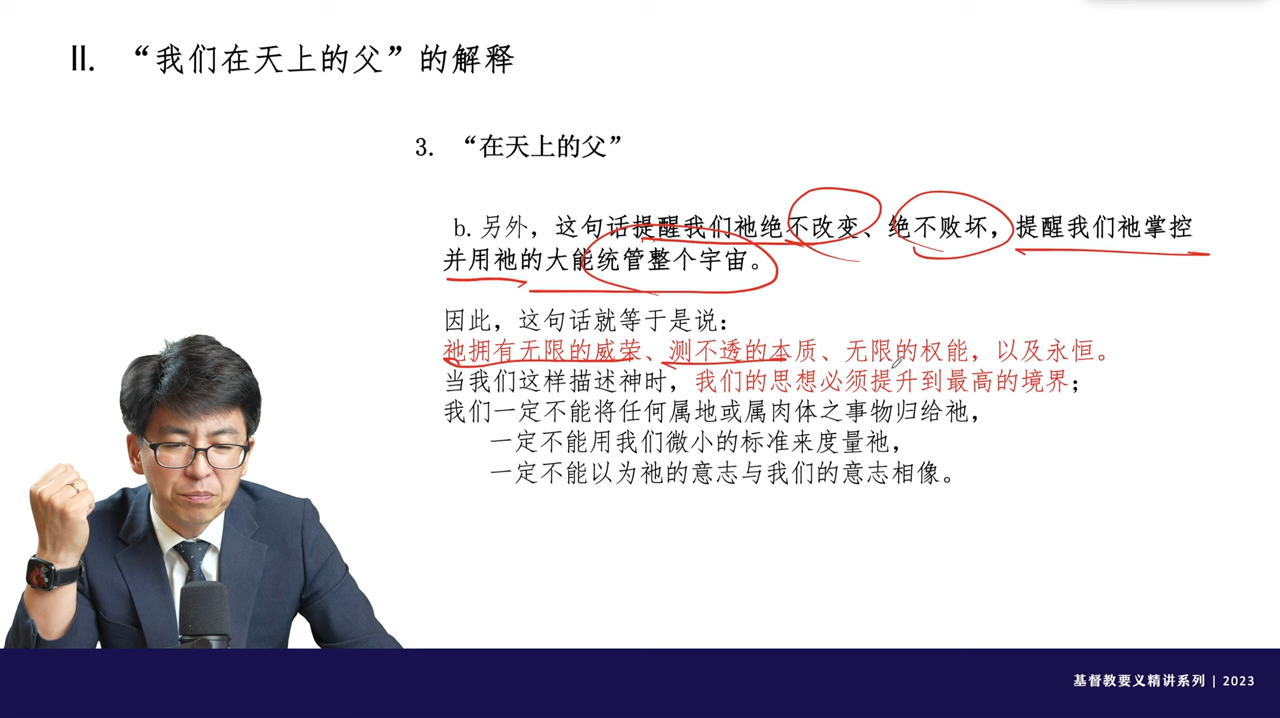 II. “我们在天上的父”的解释
3. “在天上的父”
b. 另外，这句话提醒我们祂绝不改变、绝不败坏，提醒我们祂掌控
并用祂的大能统管整个宇宙。
因此，这句话就等于是说：
祂拥有无限的威荣、测不透的本质、无限的权能，以及永恒。
当我们这样描述神时，我们的思想必须提升到最高的境界；
我们一定不能将任何属地或属肉体之事物归给祂，
一定不能用我们微小的标准来度量祂，
一定不能以为祂的意志与我们的意志相像。
基督教要义精讲系列 | 2023